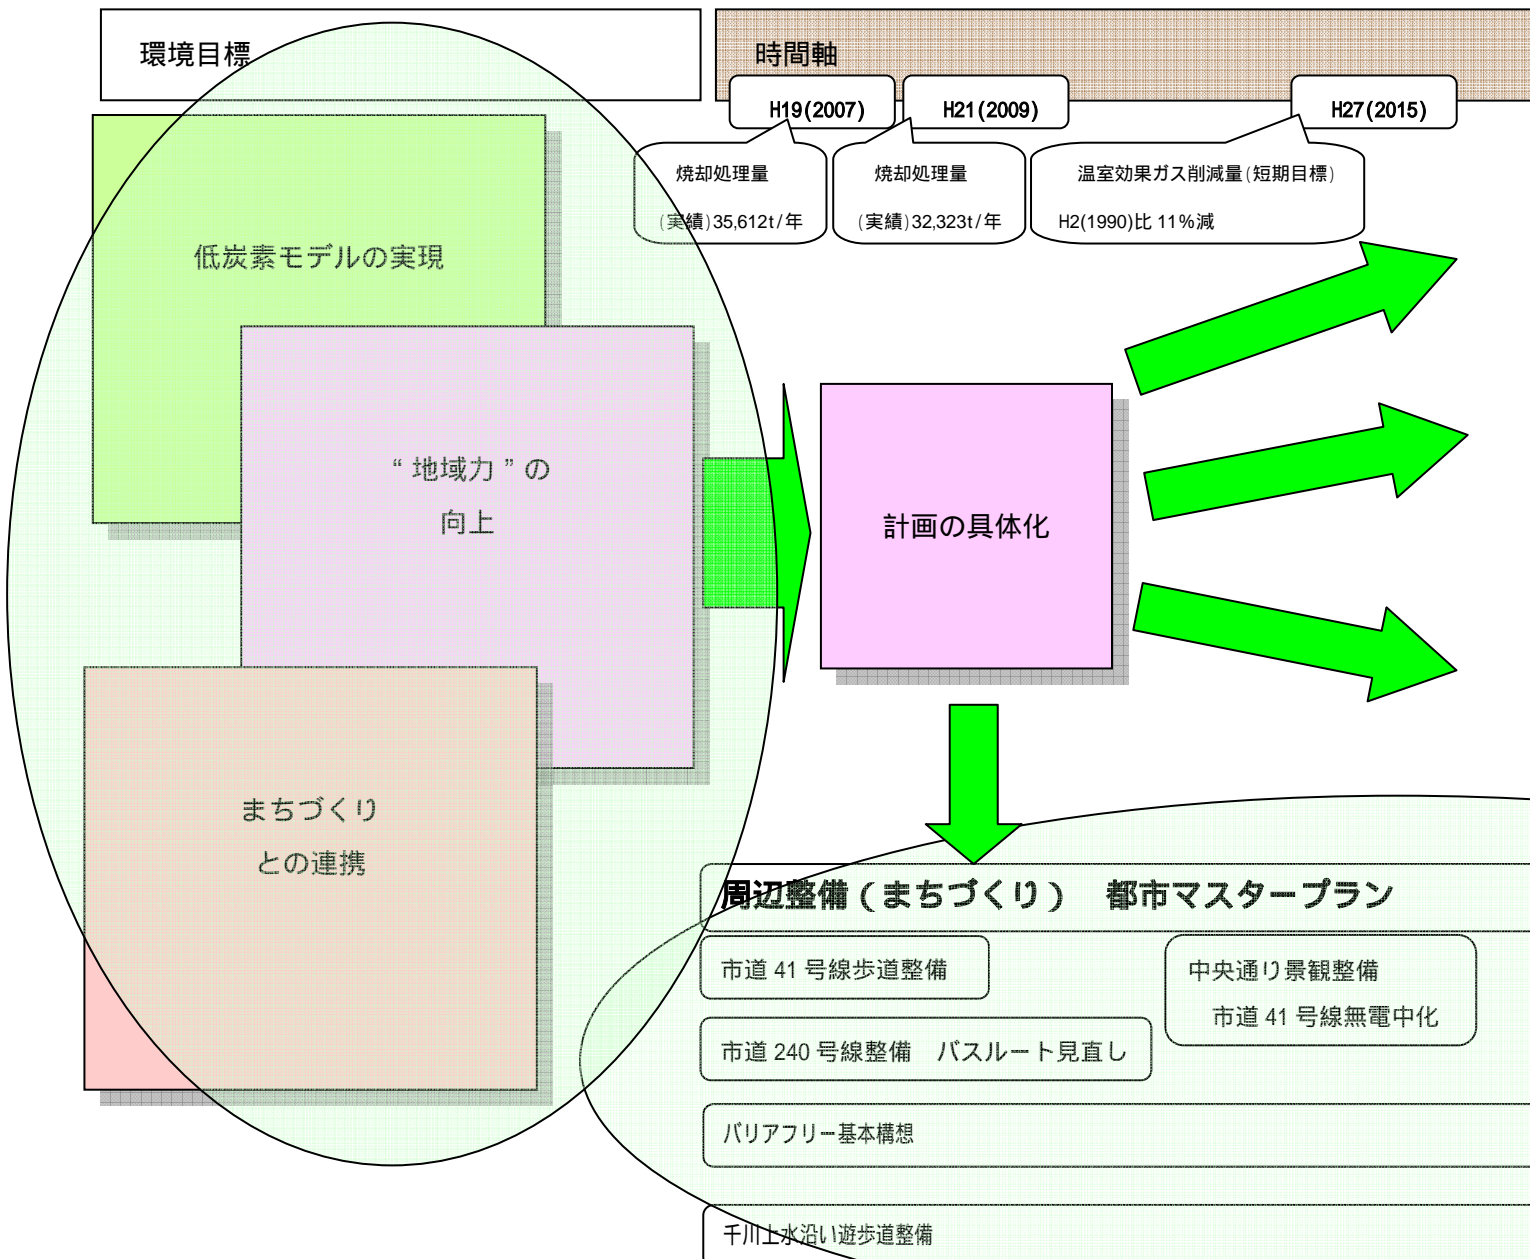 環境目標
時間軸
H19(2007)
H21(2009)
H27(2015)
焼却処理量
(実績)35,612t/年
焼却処理量
(実績)32,323t/年
温室効果ガス削減量(短期目標)
H2(1990)比 11%減
低炭素モデルの実現
“地域力”の
向上
計画の具体化
まちづくり
との連携
周辺整備(まちづくり) 都市マスタープラン
市道 41 号線歩道整備
中央通り景観整備
市道 41 号線無電中化
市道 240 号線整備 バスルート見直し
バリアフリー基本構想
千川上水沿い遊歩道整備